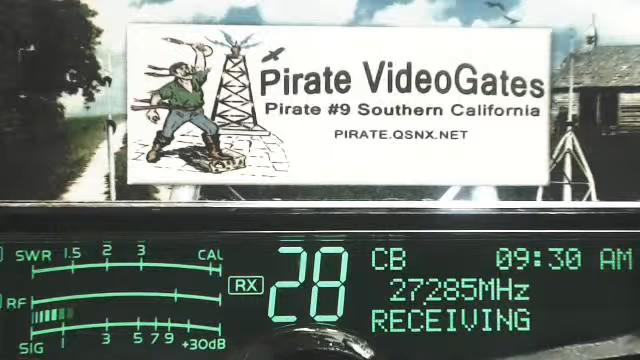 Pirate VideoGates
Pirate #9 Southern California
PIRATE.QSNX.NET
SWR 1.5 2 3 CAL
RF
SIG 1 3 5 7 9 +30dB
RX
28
CB 09:30 AM
27285MHz
RECEIVING